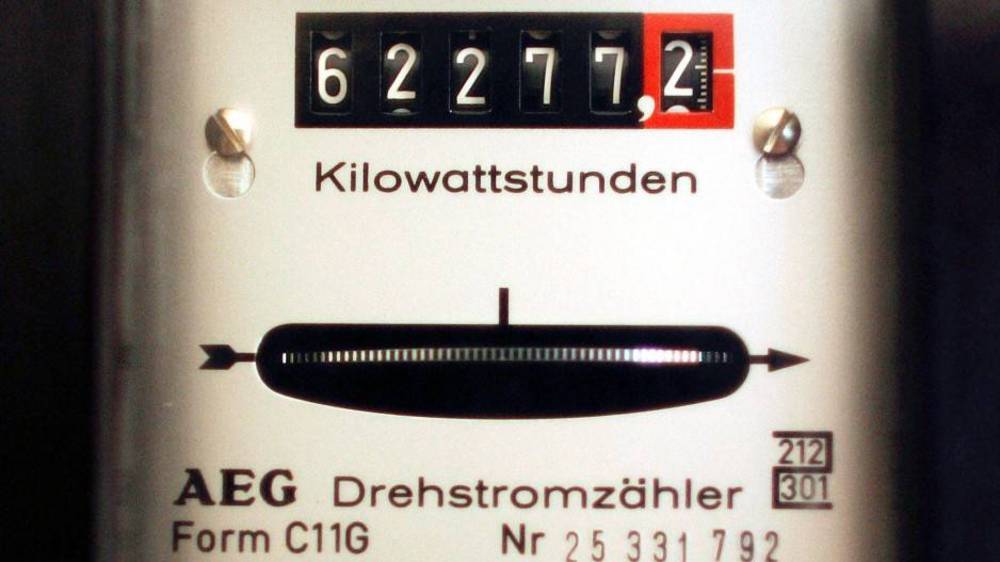 62277,2
Kilowattstunden
212
301
AEG Drehstromzähler
Form C11G Nr 25 331 792